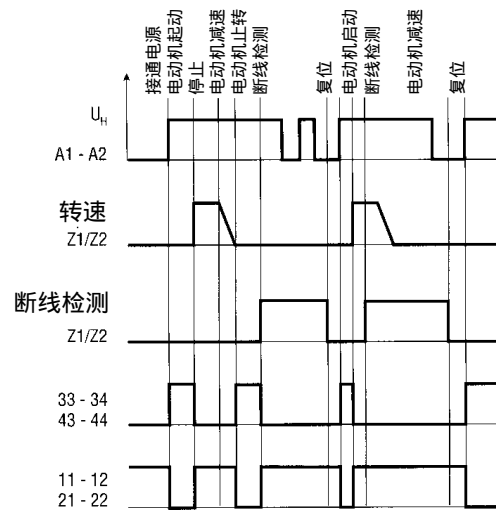 接通电源
电动机起动
停止
电动机减速
电动机止转
断线检测
复位
电动机启动
断线检测
电动机减速
复位
UH
A1 - A2
转速
Z1/Z2
断线检测
Z1/Z2
33 - 34
43 - 44
11 - 12
21 - 22